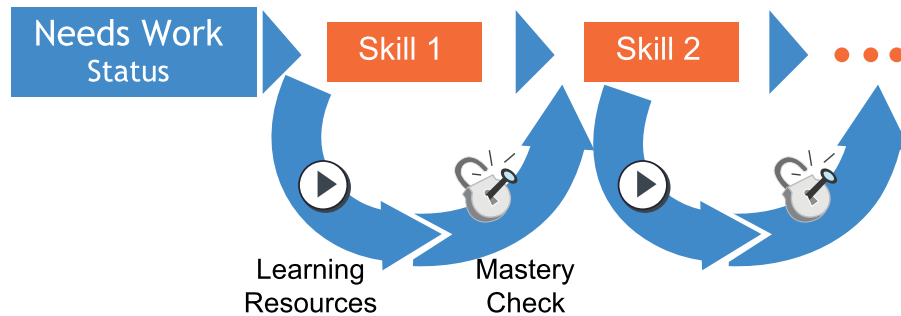 Needs Work
Status
Skill 1
Skill 2
Learning
Resources
Mastery
Check